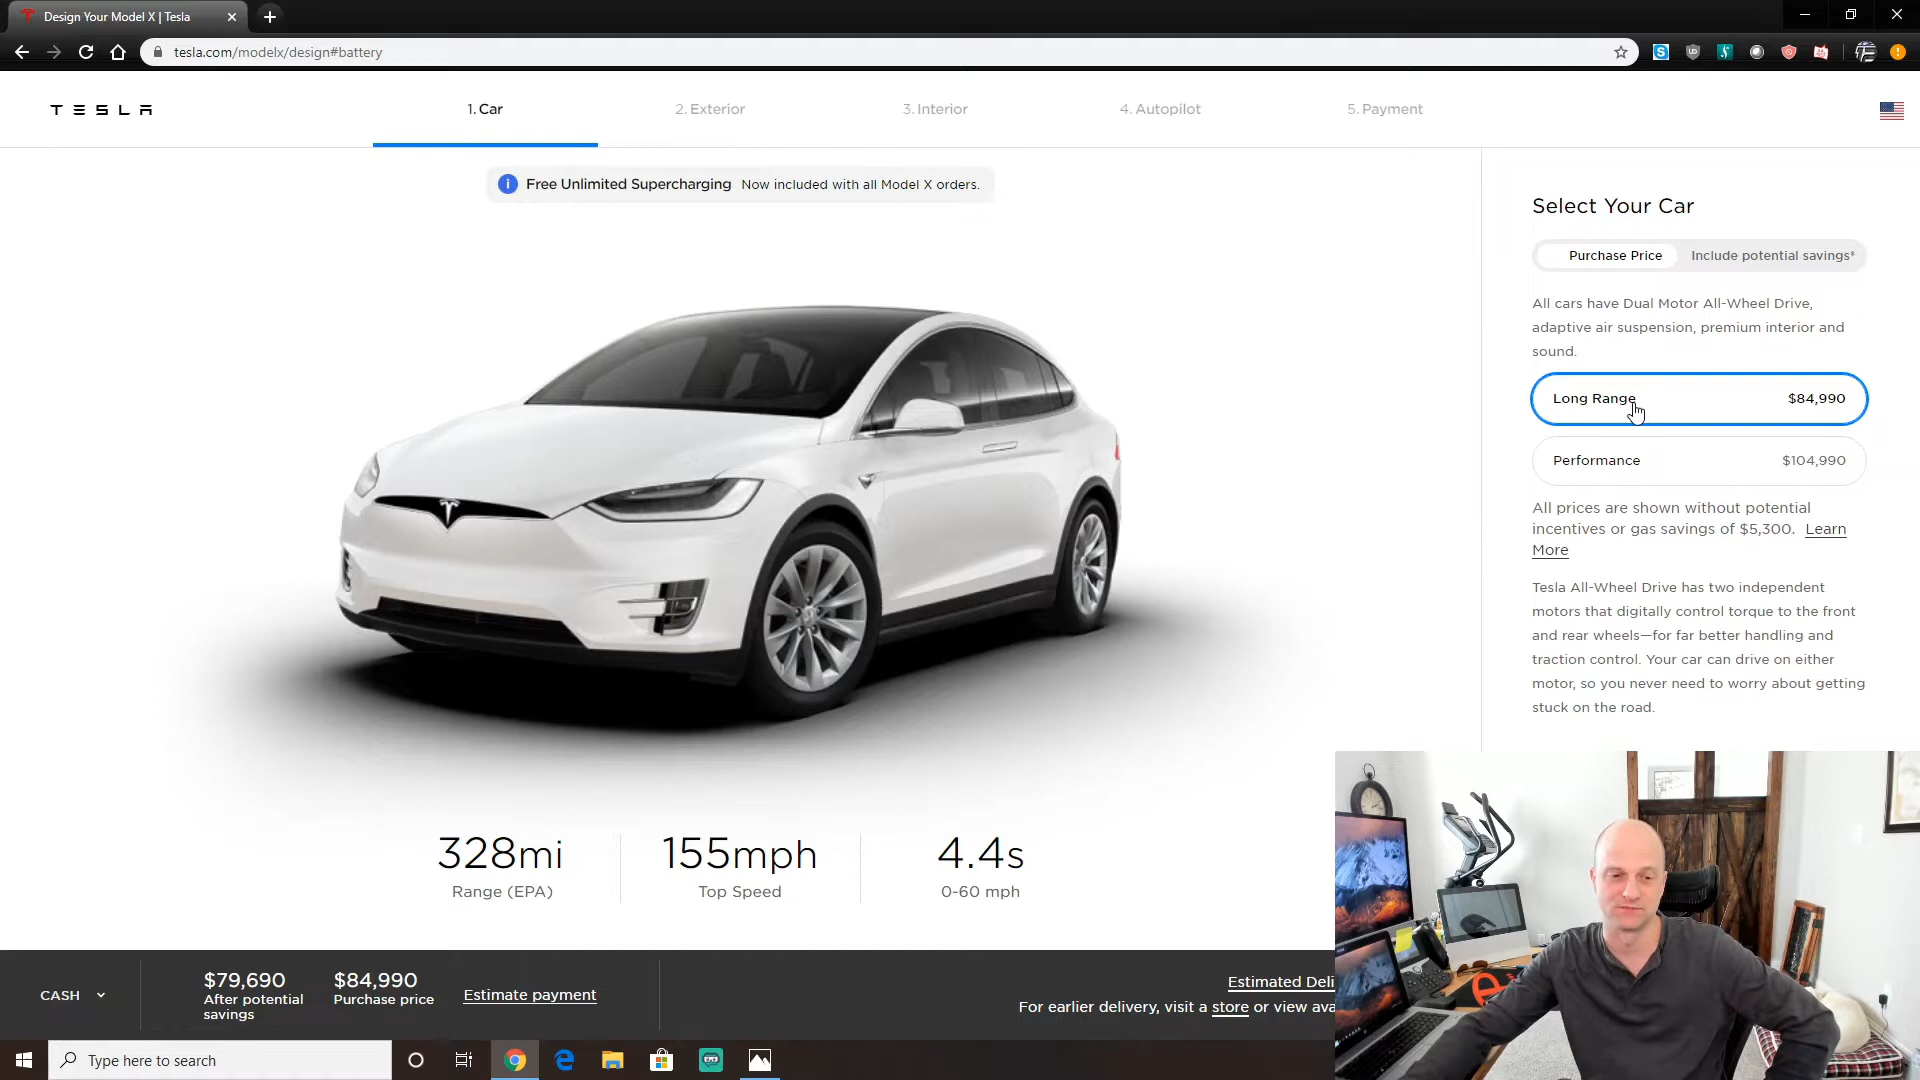 Design Your Model X | Tesla
tesla.com/modelx/design#battery
TESLA
1. Car
2. Exterior
3. Interior
4. Autopilot
5. Payment
Free Unlimited Supercharging Now included with all Model X orders.
Select Your Car
Purchase Price
Include potential savings*
All cars have Dual Motor All-Wheel Drive,
adaptive air suspension, premium interior and
sound.
Long Range $84,990
Performance $104,990
All prices are shown without potential
incentives or gas savings of $5,300. Learn
More
Tesla All-Wheel Drive has two independent
motors that digitally control torque to the front
and rear wheels—for far better handling and
traction control. Your car can drive on either
motor, so you never need to worry about getting
stuck on the road.
328mi
Range (EPA)
155mph
Top Speed
4.4s
0-60 mph
CASH
$79,690
After potential
savings
$84,990
Purchase price
Estimate payment
Estimated Deli
For earlier delivery, visit a store or view ava
Type here to search